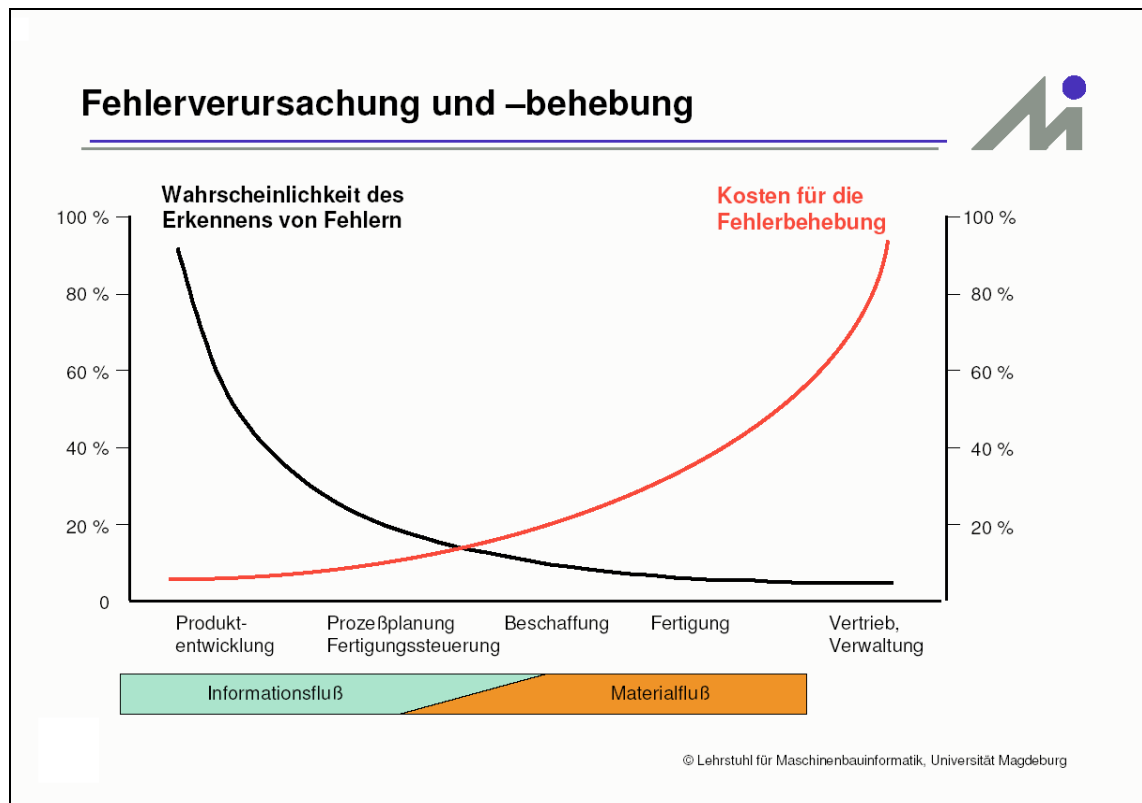 Fehlerverursachung und –behebung
Wahrscheinlichkeit des
Erkennens von Fehlern
Kosten für die
Fehlerbehebung
100 %
80 %
60 %
40 %
20 %
0
100 %
80 %
60 %
40 %
20 %
Produkt-
entwicklung
Prozeßplanung
Fertigungssteuerung
Beschaffung
Fertigung
Vertrieb,
Verwaltung
Informationsfluß
Materialfluß
© Lehrstuhl für Maschinenbauinformatik, Universität Magdeburg